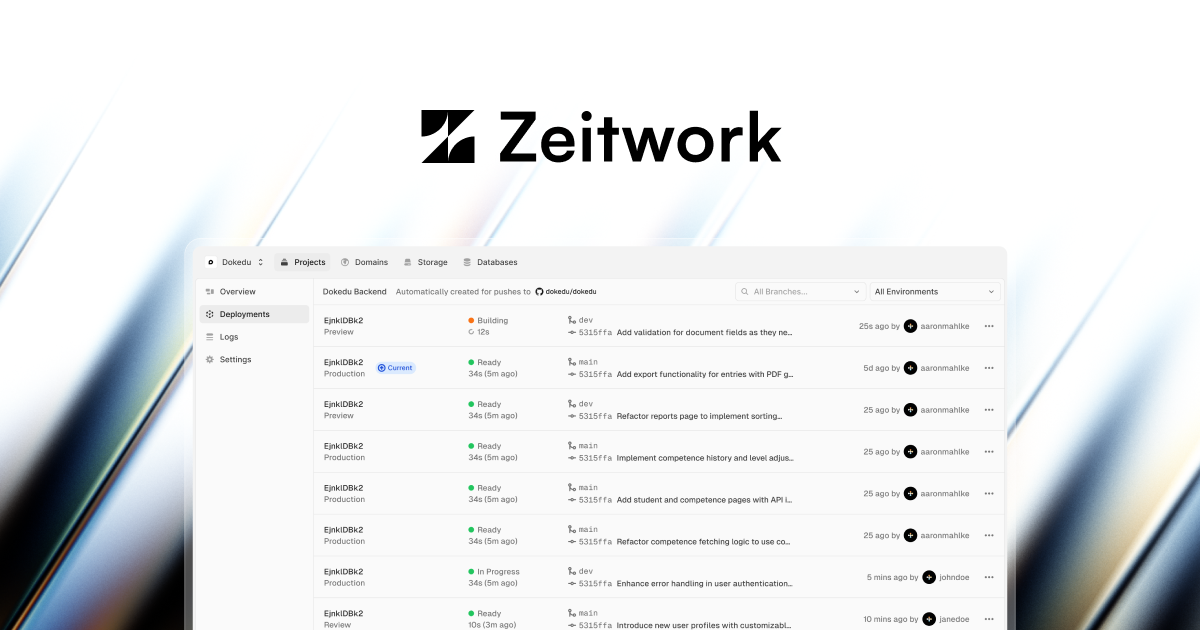 Zeitwork
Dokedu Projects Domains Storage Databases
Overview
Deployments
Logs
Settings
Dokedu Backend Automatically created for pushes to dokedu/dokedu All Branches... All Environments
EjnklDBk2 Building dev
Preview 12s 5315ffa Add validation for document fields as they ne... 25s ago by aaronmahlke
EjnklDBk2 Current Ready main
Production 34s (5m ago) 5315ffa Add export functionality for entries with PDF g... 5d ago by aaronmahlke
EjnklDBk2 Ready dev
Preview 34s (5m ago) 5315ffa Refactor reports page to implement sorting... 25 ago by aaronmahlke
EjnklDBk2 Ready main
Production 34s (5m ago) 5315ffa Implement competence history and level adjus... 25 ago by aaronmahlke
EjnklDBk2 Ready main
Production 34s (5m ago) 5315ffa Add student and competence pages with API i... 25 ago by aaronmahlke
EjnklDBk2 Ready main
Production 34s (5m ago) 5315ffa Refactor competence fetching logic to use co... 25 ago by aaronmahlke
EjnklDBk2 In Progress dev
Production 34s (5m ago) 5315ffa Enhance error handling in user authentication... 5 mins ago by johndoe
EjnklDBk2 Ready main
Review 10s (3m ago) 5315ffa Introduce new user profiles with customizabl... 10 mins ago by janedoe